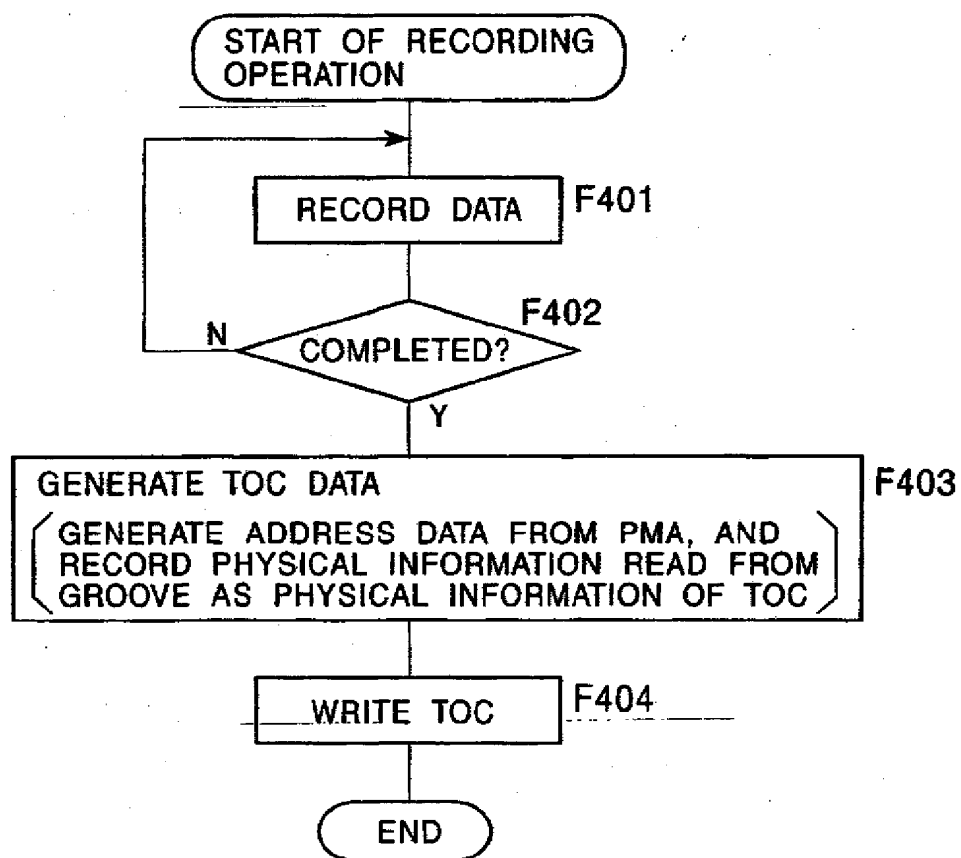 START OF RECORDING
OPERATION
RECORD DATA
F401
F402
N
COMPLETED?
Y
GENERATE TOC DATA
F403
GENERATE ADDRESS DATA FROM PMA, AND
RECORD PHYSICAL INFORMATION READ FROM
GROOVE AS PHYSICAL INFORMATION OF TOC
WRITE TOC
F404
END